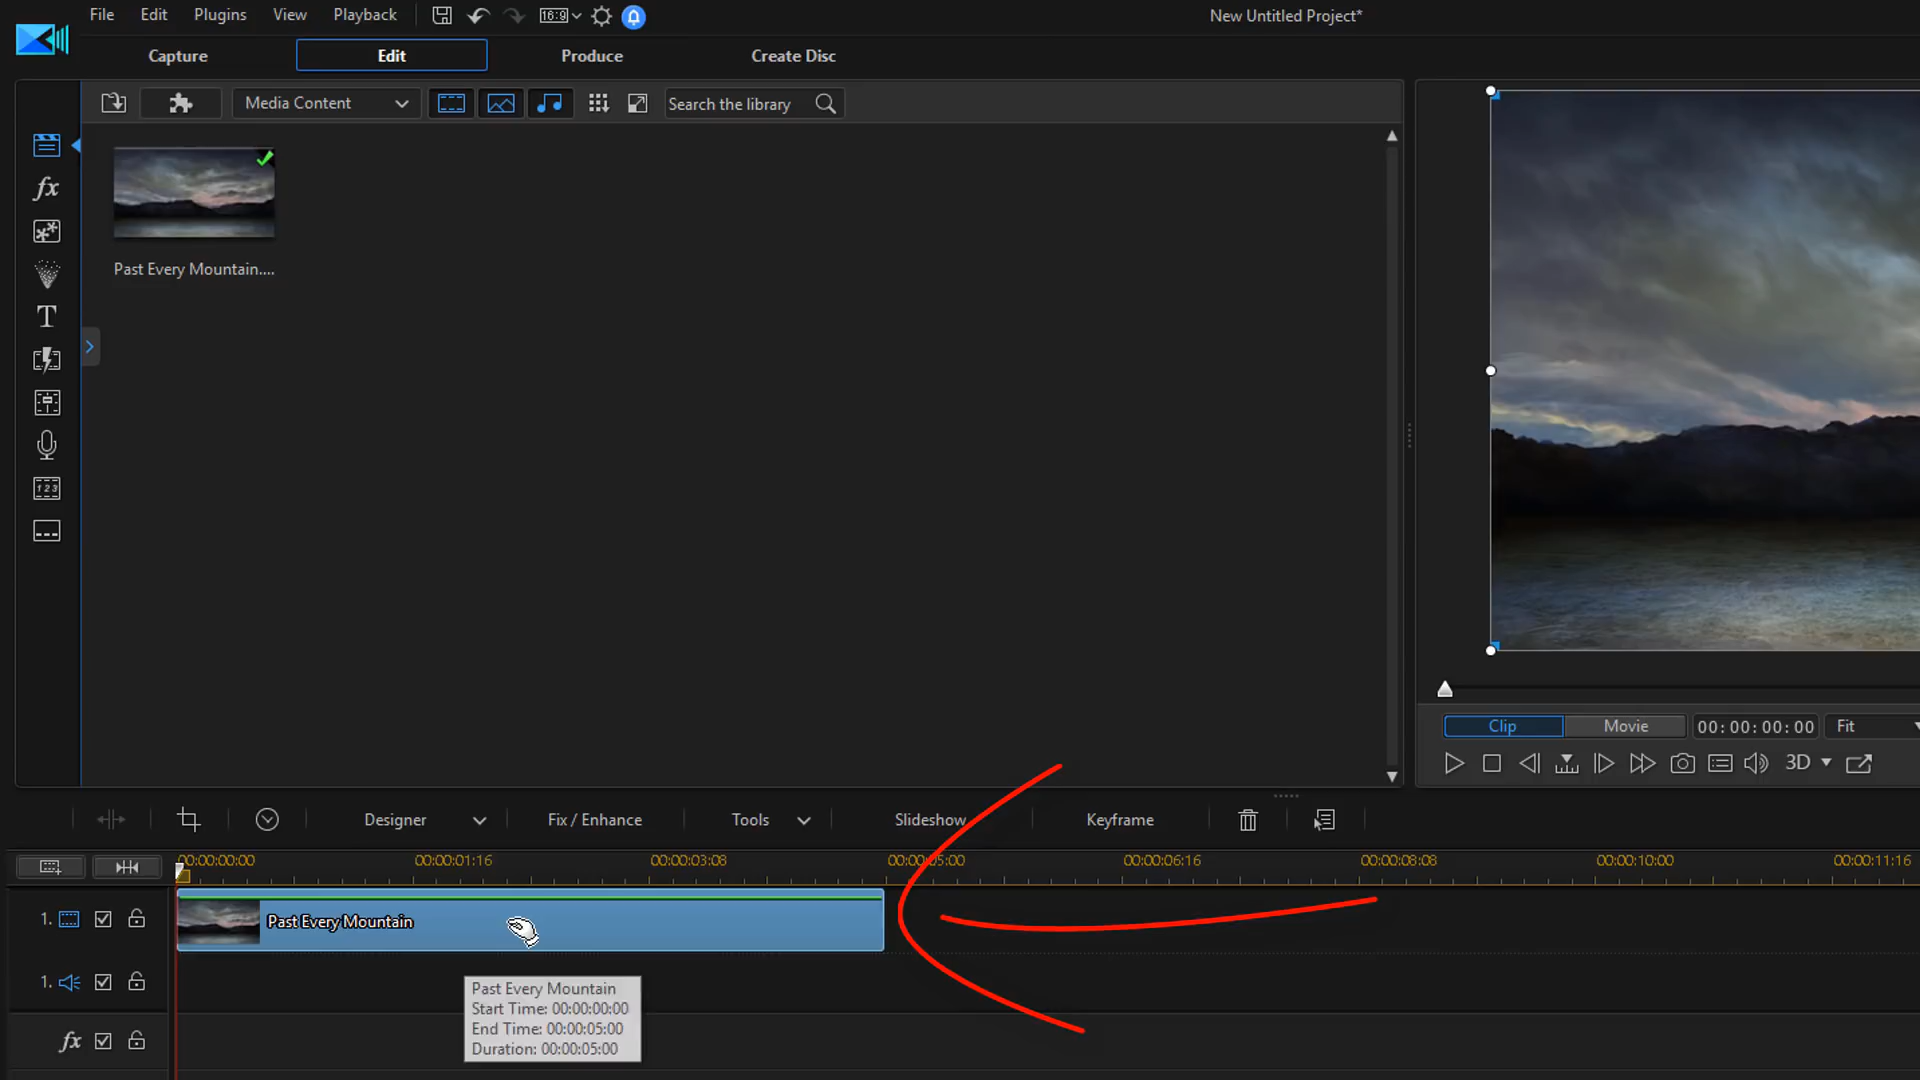 File Edit Plugins View Playback 16:9 New Untitled Project*
Capture Edit Produce Create Disc
Media Content Search the library
Past Every Mountain....
fx
T
1 2 3
Clip Movie 00:00:00:00 Fit
3D
Designer Fix / Enhance Tools Slideshow Keyframe
00:00:00:00 00:00:01:16 00:00:03:08 00:00:05:00 00:00:06:16 00:00:08:08 00:00:10:00 00:00:11:16
1. Past Every Mountain
1.
Past Every Mountain
Start Time: 00:00:00:00
End Time: 00:00:05:00
Duration: 00:00:05:00
fx